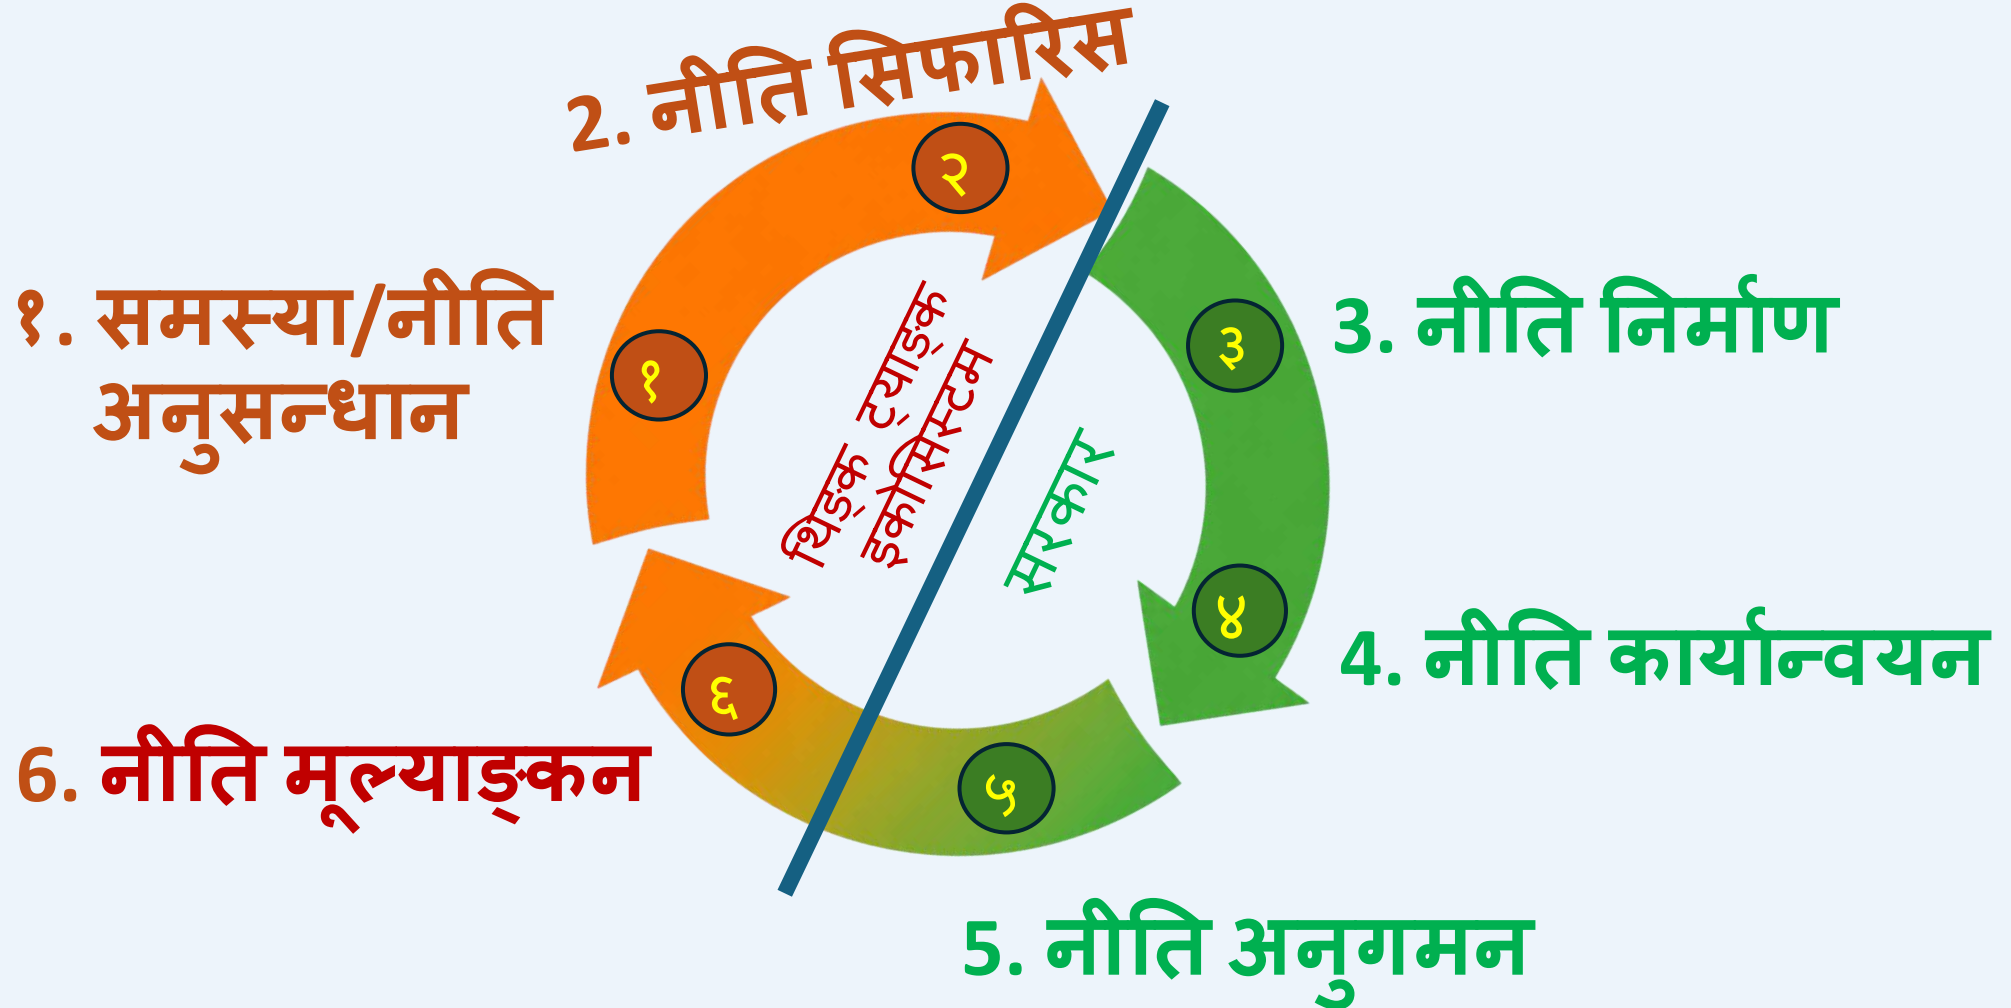 2. नीति सिफारिस
२
१. समस्या/नीति
अनुसन्धान
१
थिङ्क ट्याङ्क
इकोसिस्टम
सरकार
३
3. नीति निर्माण
४
4. नीति कार्यान्वयन
६
6. नीति मूल्याङ्कन
५
5. नीति अनुगमन